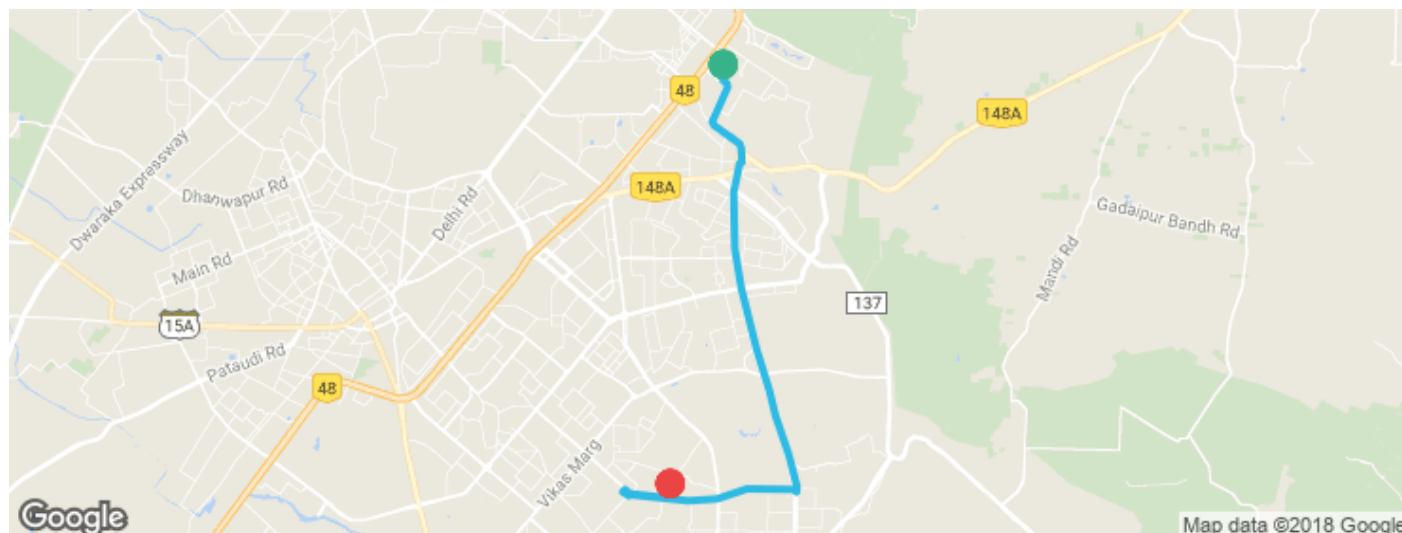 48
148A
Dwaraka Expressway
Dhanwapur Rd
Delhi Rd
148A
Gadaipur Bandh Rd
Main Rd
Mandi Rd
137
15A
Pataudi Rd
48
Vikas Marg
Google
Map data ©2018 Google